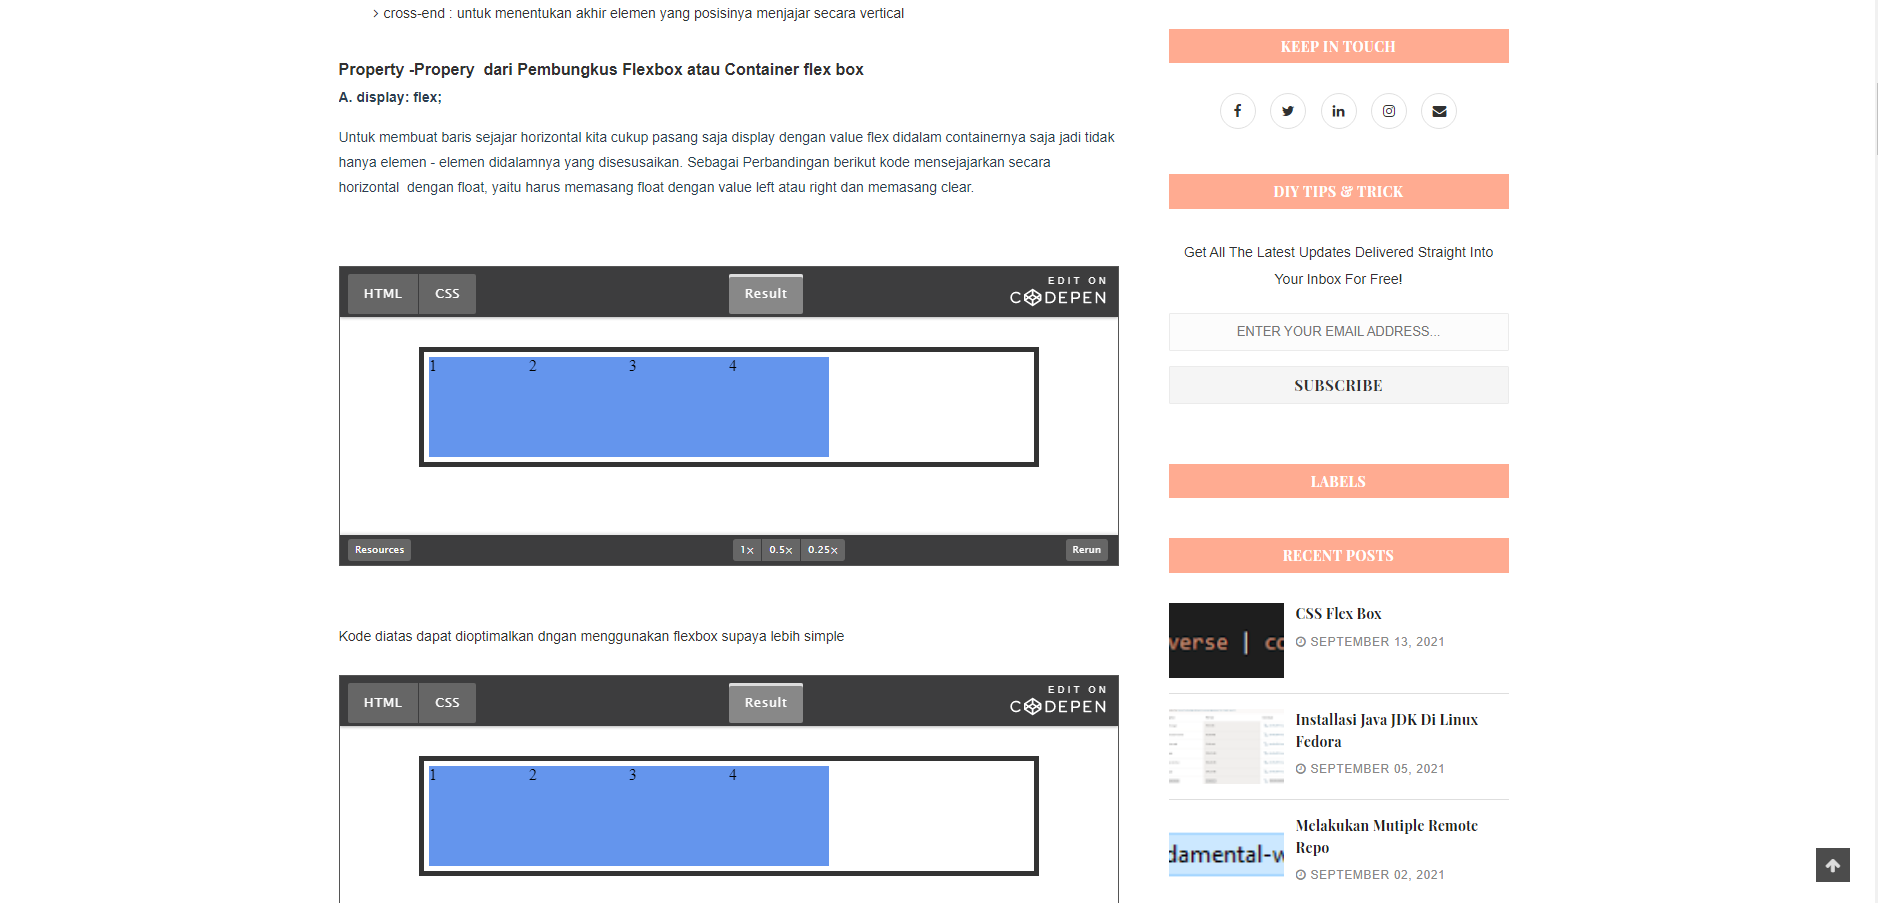 cross-end : untuk menentukan akhir elemen yang posisinya menjajar secara vertical
Property -Propery  dari Pembungkus Flexbox atau Container flex box
A. display: flex;
Untuk membuat baris sejajar horizontal kita cukup pasang saja display dengan value flex didalam containernya saja jadi tidak
hanya elemen - elemen didalamnya yang disesusaikan. Sebagai Perbandingan berikut kode mensejajarkan secara
horizontal  dengan float, yaitu harus memasang float dengan value left atau right dan memasang clear.
HTML CSS Result EDIT ON
CODEPEN
1 2 3 4
Resources 1x 0.5x 0.25x Rerun
Kode diatas dapat dioptimalkan dngan menggunakan flexbox supaya lebih simple
HTML CSS Result EDIT ON
CODEPEN
1 2 3 4
KEEP IN TOUCH
DIY TIPS & TRICK
Get All The Latest Updates Delivered Straight Into
Your Inbox For Free!
ENTER YOUR EMAIL ADDRESS...
SUBSCRIBE
LABELS
RECENT POSTS
verse | co
CSS Flex Box
SEPTEMBER 13, 2021
Installasi Java JDK Di Linux
Fedora
SEPTEMBER 05, 2021
damental-w
Melakukan Mutiple Remote
Repo
SEPTEMBER 02, 2021